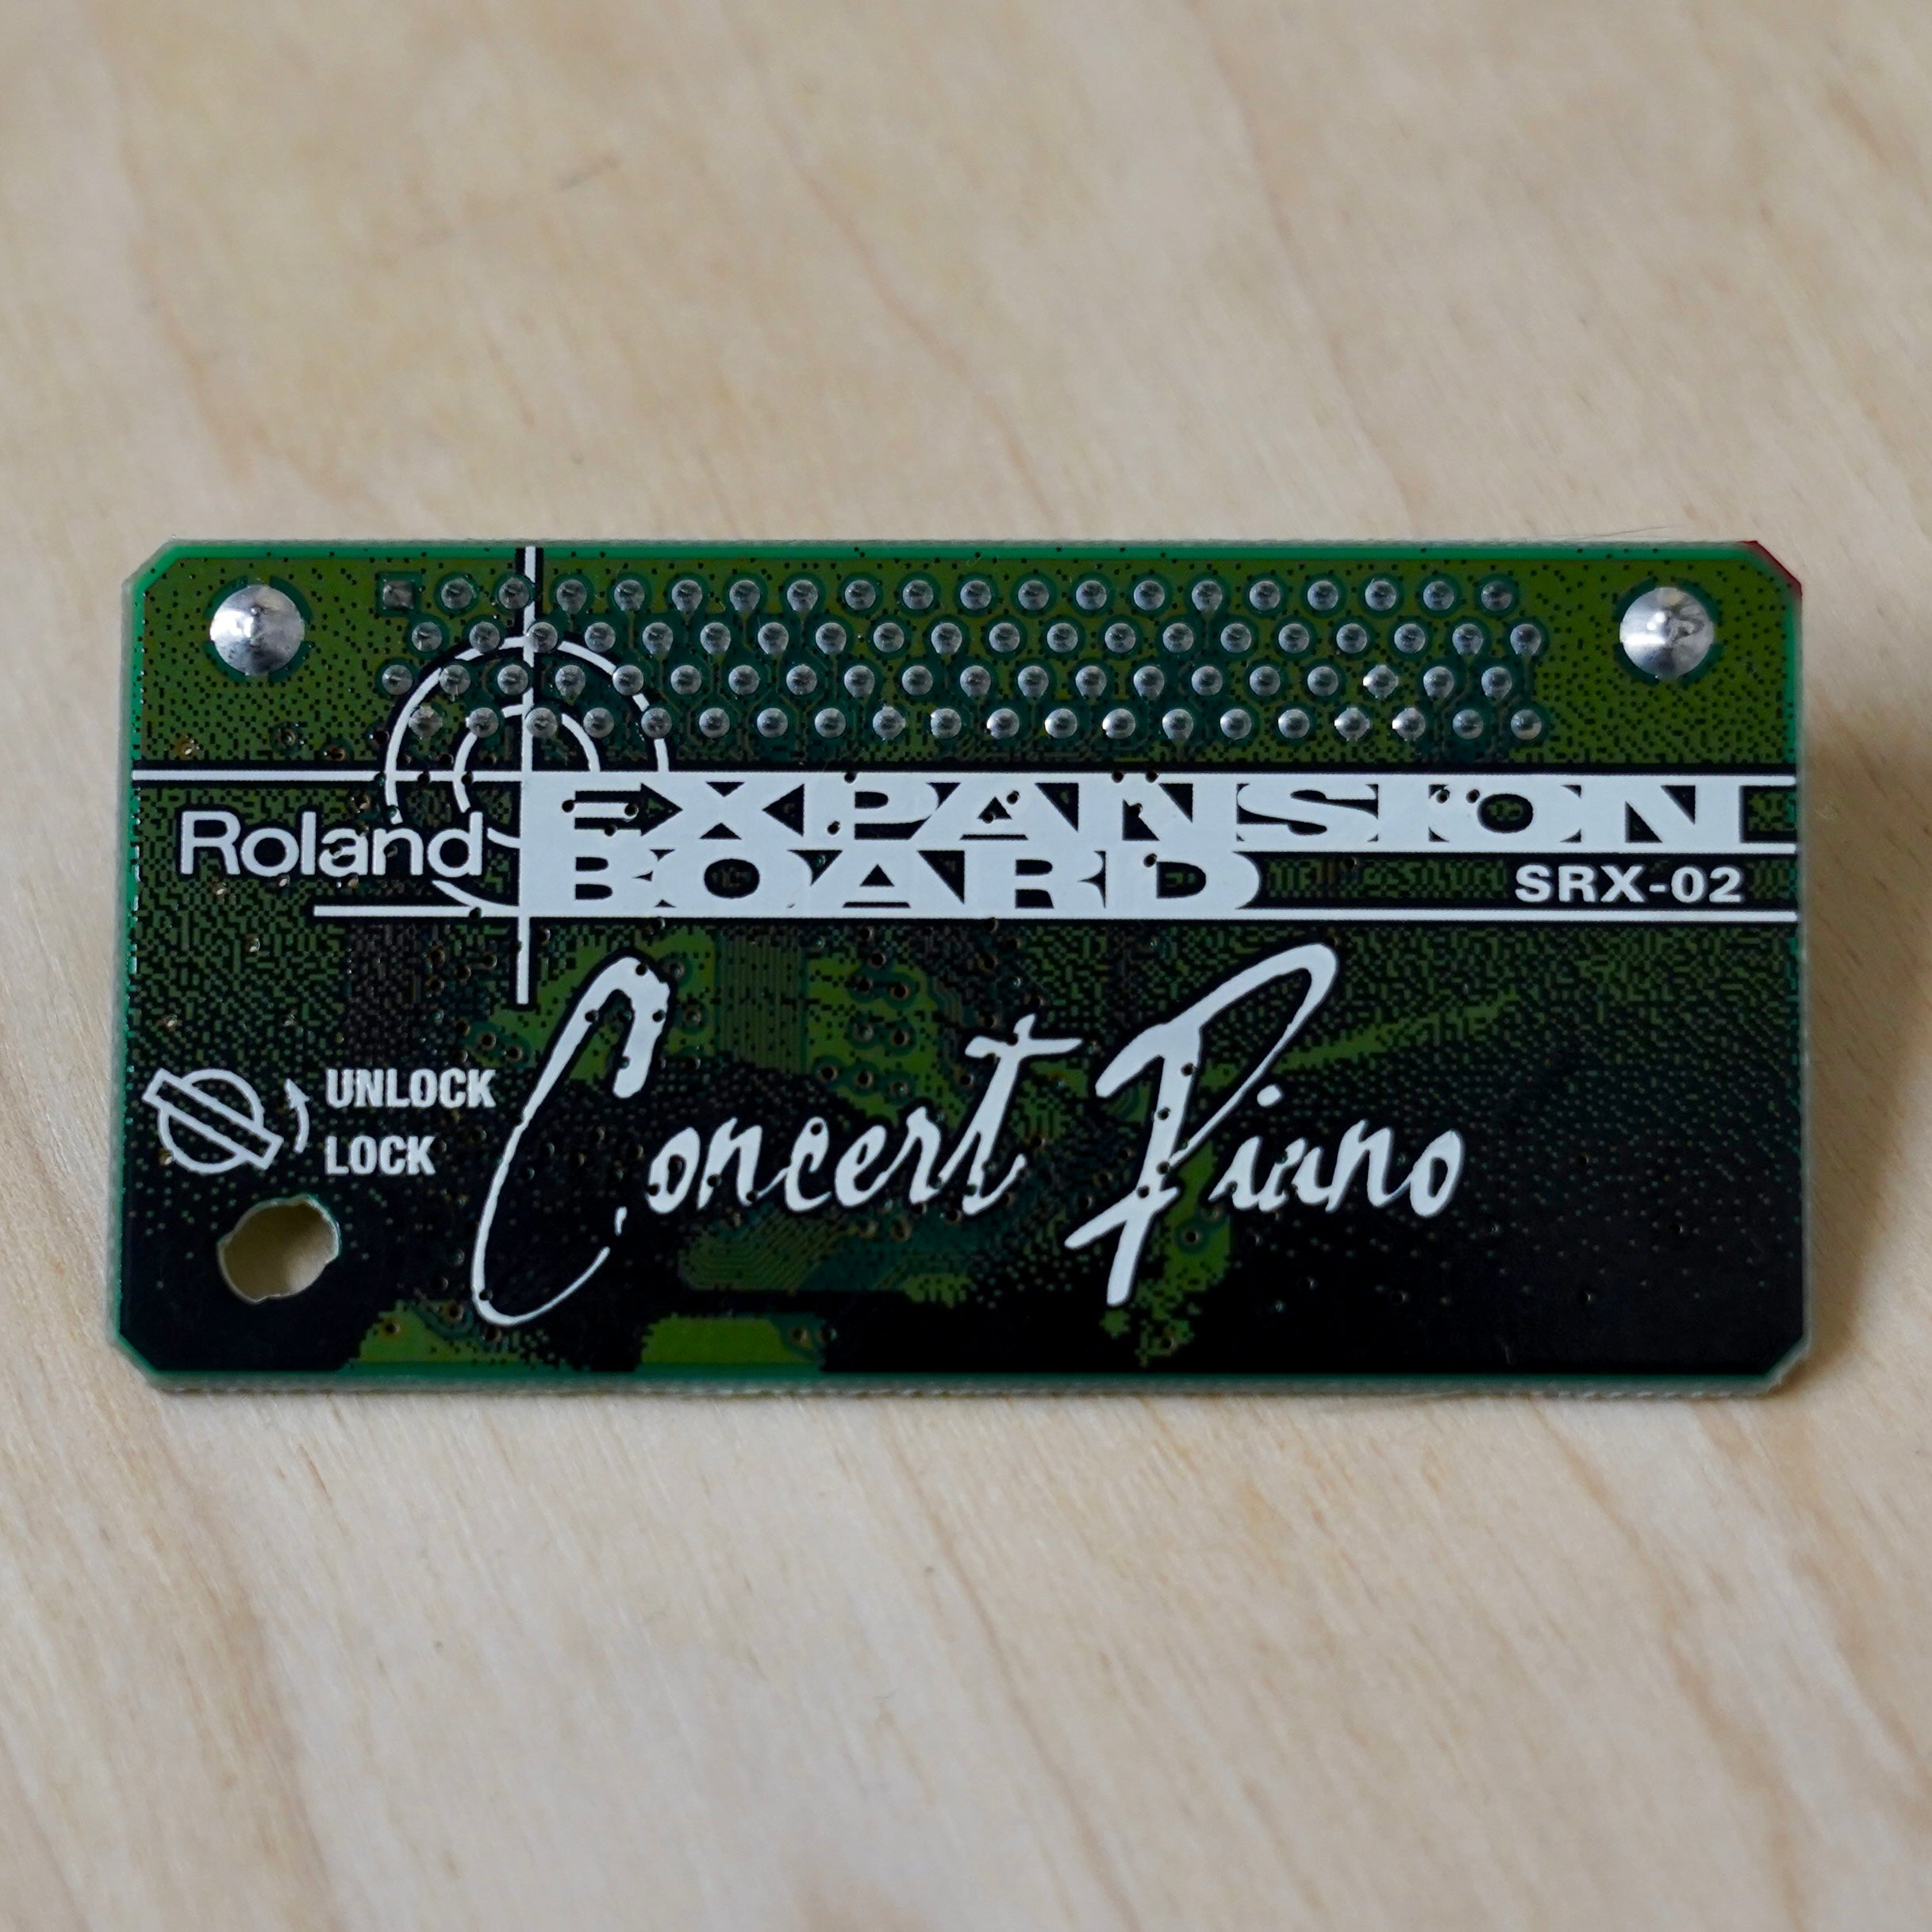 Roland
EXPANSION
BOARD
SRX-02
Concert Piano
UNLOCK
LOCK